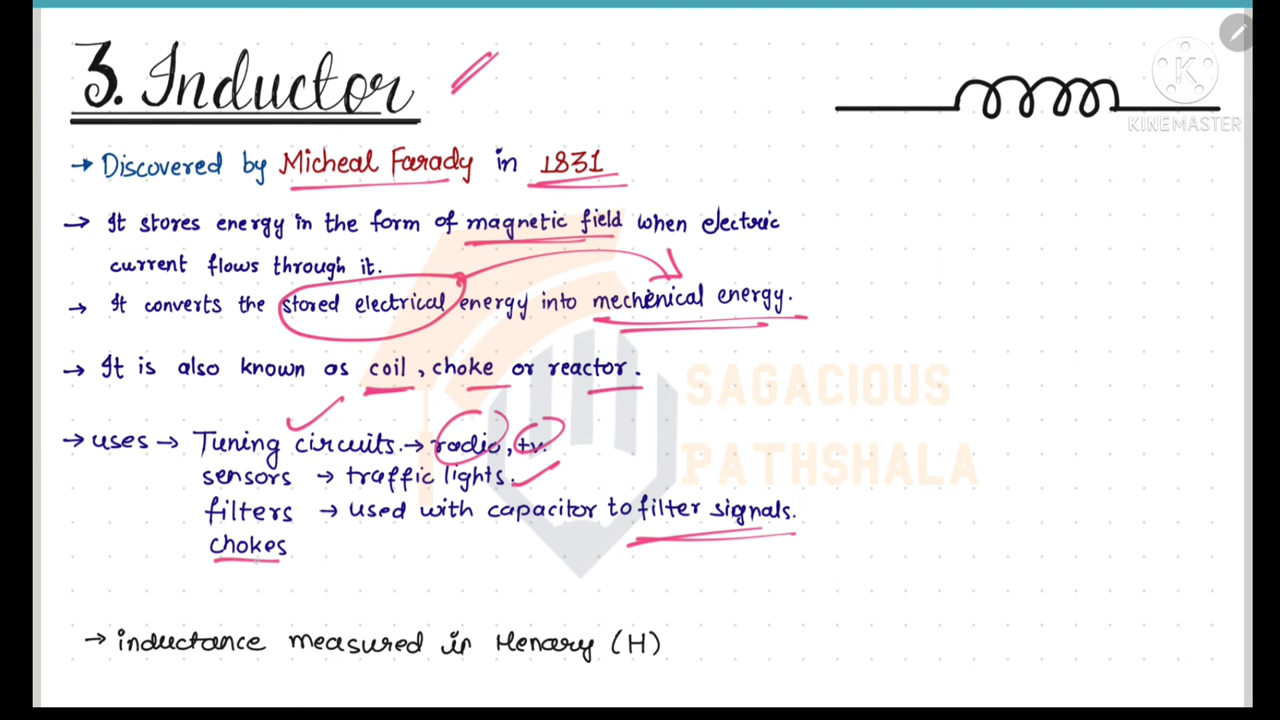 3. Inductor
KINEMASTER
→ Discovered by Micheal Farady in 1831
→ It stores energy in the form of magnetic field when electric
current flows through it.
→ It converts the stored electrical energy into mechenical energy.
→ It is also known as coil, choke or reactor.
SAGACIOUS
PATHSHALA
→ uses → Tuning circuits. → radio, tv.
sensors → traffic lights.
filters → used with capacitor to filter signals.
chokes
→ inductance measured in Henary (H)